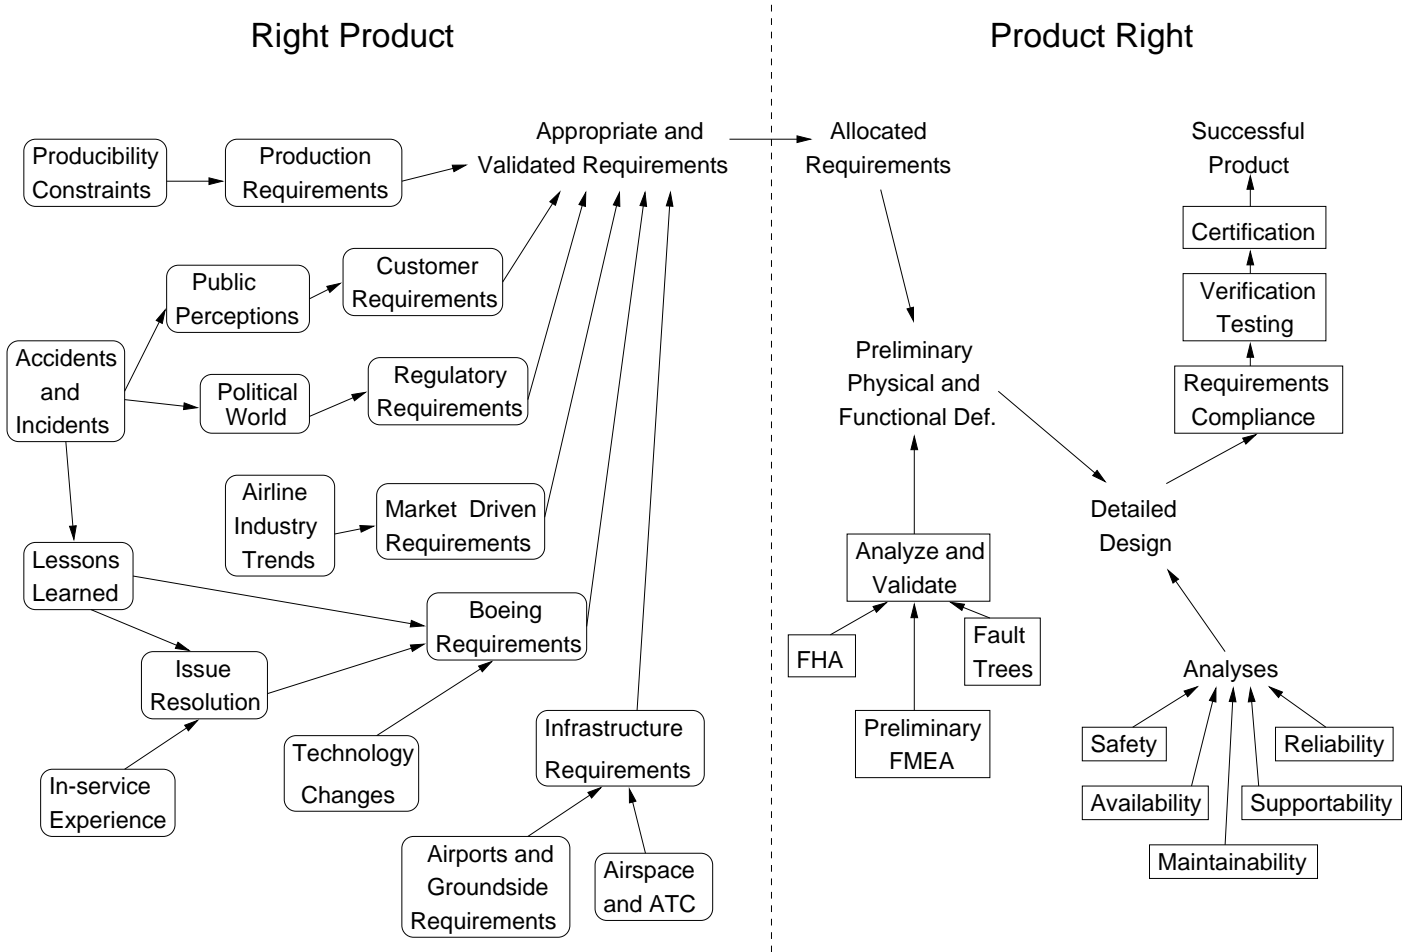 Right Product
Product Right
Producibility
Constraints
Production
Requirements
Appropriate and
Validated Requirements
Allocated
Requirements
Successful
Product
Certification
Verification
Testing
Requirements
Compliance
Public
Perceptions
Customer
Requirements
Accidents
and
Incidents
Political
World
Regulatory
Requirements
Preliminary
Physical and
Functional Def.
Airline
Industry
Trends
Market Driven
Requirements
Detailed
Design
Lessons
Learned
Boeing
Requirements
Analyze and
Validate
FHA
Fault
Trees
Preliminary
FMEA
Issue
Resolution
In-service
Experience
Technology
Changes
Infrastructure
Requirements
Airports and
Groundside
Requirements
Airspace
and ATC
Analyses
Safety
Reliability
Availability
Supportability
Maintainability